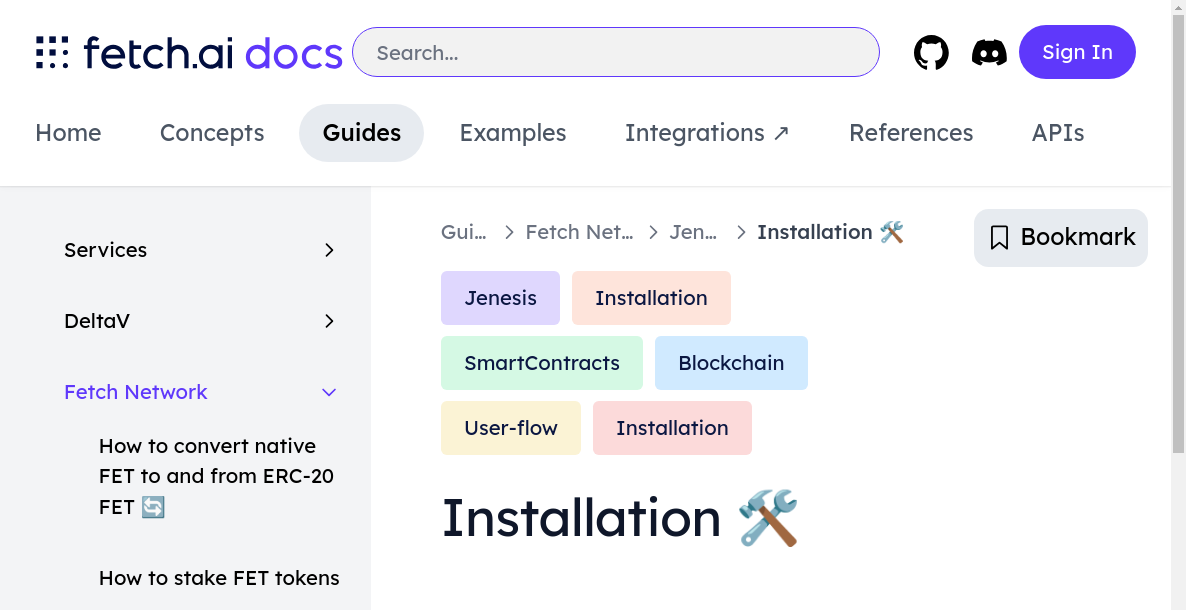 fetch.ai docs
Search...
Sign In
Home Concepts Guides Examples Integrations ↗ References APIs
Services
DeltaV
Fetch Network
How to convert native
FET to and from ERC-20
FET 🔄
How to stake FET tokens
Gui... > Fetch Net... > Jen... > Installation 🛠️
Bookmark
Jenesis Installation
SmartContracts Blockchain
User-flow Installation
Installation 🛠️